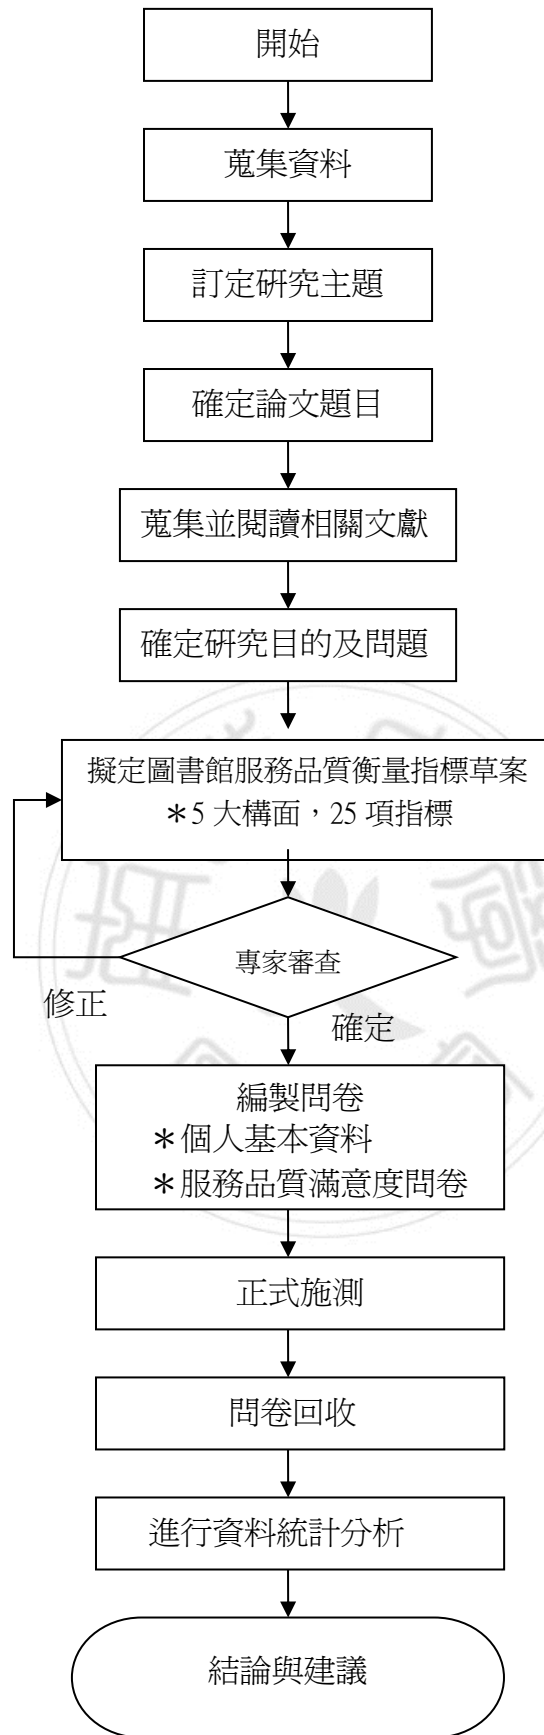 開始
蒐集資料
訂定研究主題
確定論文題目
蒐集並閱讀相關文獻
確定研究目的及問題
擬定圖書館服務品質衡量指標草案
＊5 大構面，25 項指標
專家審查
修正
確定
編製問卷
＊個人基本資料
＊服務品質滿意度問卷
正式施測
問卷回收
進行資料統計分析
結論與建議